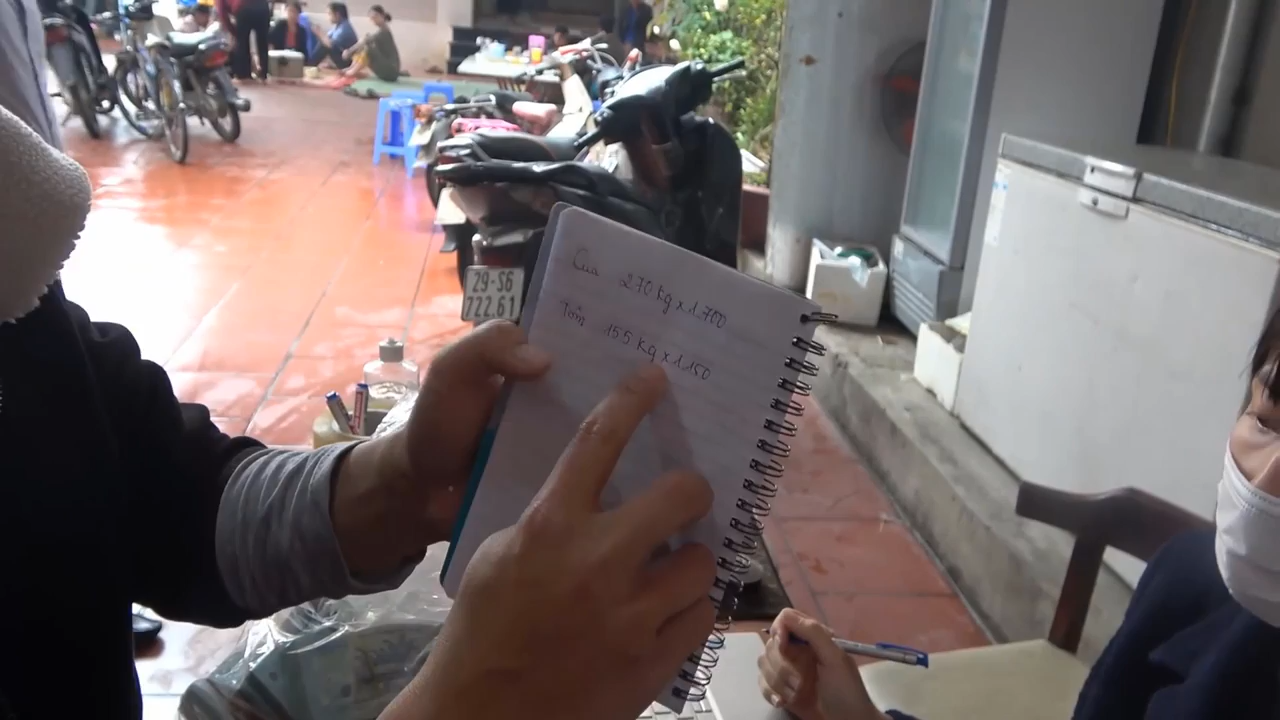 Cua 270 kg x 1.700
Tôm 155 kg x 1.150
29-S6
722.61